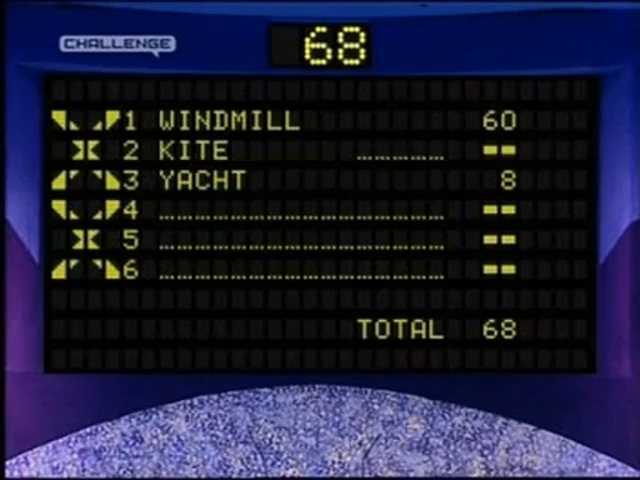 CHALLENGE
68
1 WINDMILL 60
2 KITE ........ --
3 YACHT 8
4 ........................ --
5 ........................ --
6 ........................ --
TOTAL 68